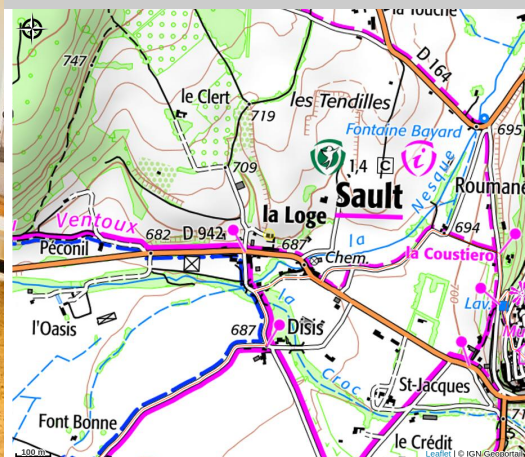 la Touche
D 164
747
le Clert
les Tendilles
719
Fontaine Bayard
695
1,4
C
i
709
Sault
Nesque
Rouman
Ventoux
682
D 942
la Loge
687
la
694
Péconil
Chem.
la Coustiero
la
700
l'Oasis
Lav.
687
Disis
Croc
St-Jacques
Font Bonne
le Crédit
100 m
Leaflet | © IGN Geoportail